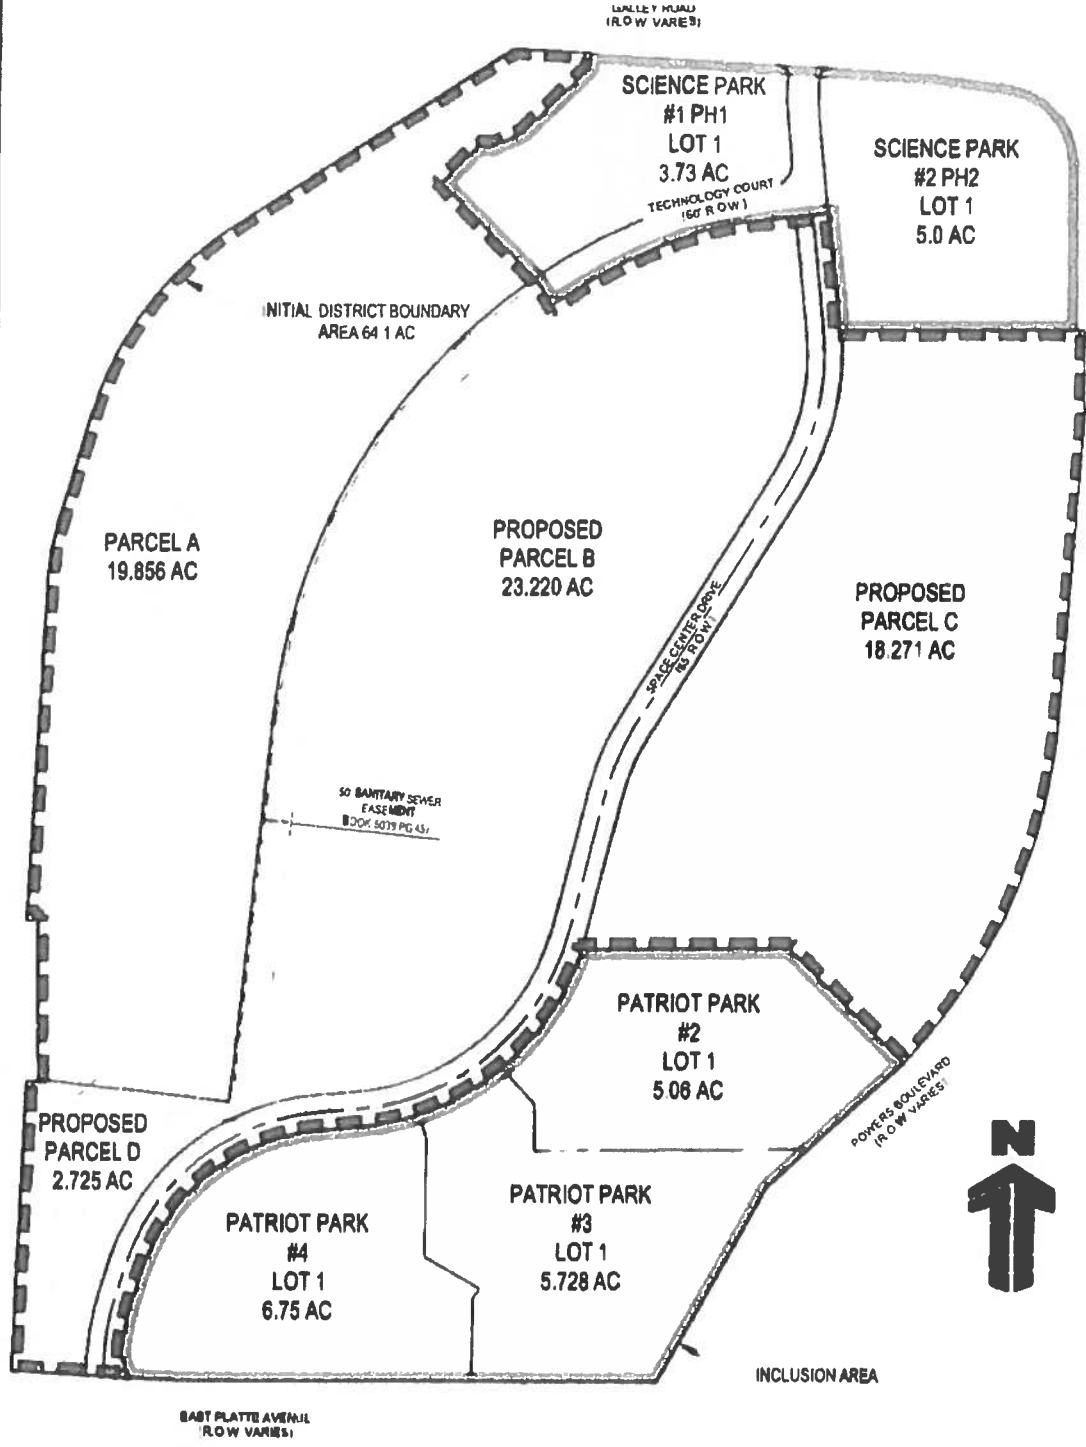 GALLEY ROAD
(R.O.W VARIES)
SCIENCE PARK
#1 PH1
LOT 1
3.73 AC
SCIENCE PARK
#2 PH2
LOT 1
5.0 AC
TECHNOLOGY COURT
(60' R.O.W.)
INITIAL DISTRICT BOUNDARY
AREA 64.1 AC
PARCEL A
19.856 AC
PROPOSED
PARCEL B
23.220 AC
PROPOSED
PARCEL C
18.271 AC
SPACE CENTER DRIVE
R.O.W.
50' SANITARY SEWER
EASEMENT
BOOK 5039 PG
PATRIOT PARK
#2
LOT 1
5.06 AC
POWERS BOULEVARD
(R.O.W VARIES)
PROPOSED
PARCEL D
2.725 AC
N
PATRIOT PARK
#3
LOT 1
5.728 AC
PATRIOT PARK
#4
LOT 1
6.75 AC
INCLUSION AREA
EAST PLATTE AVENUE
(R.O.W VARIES)